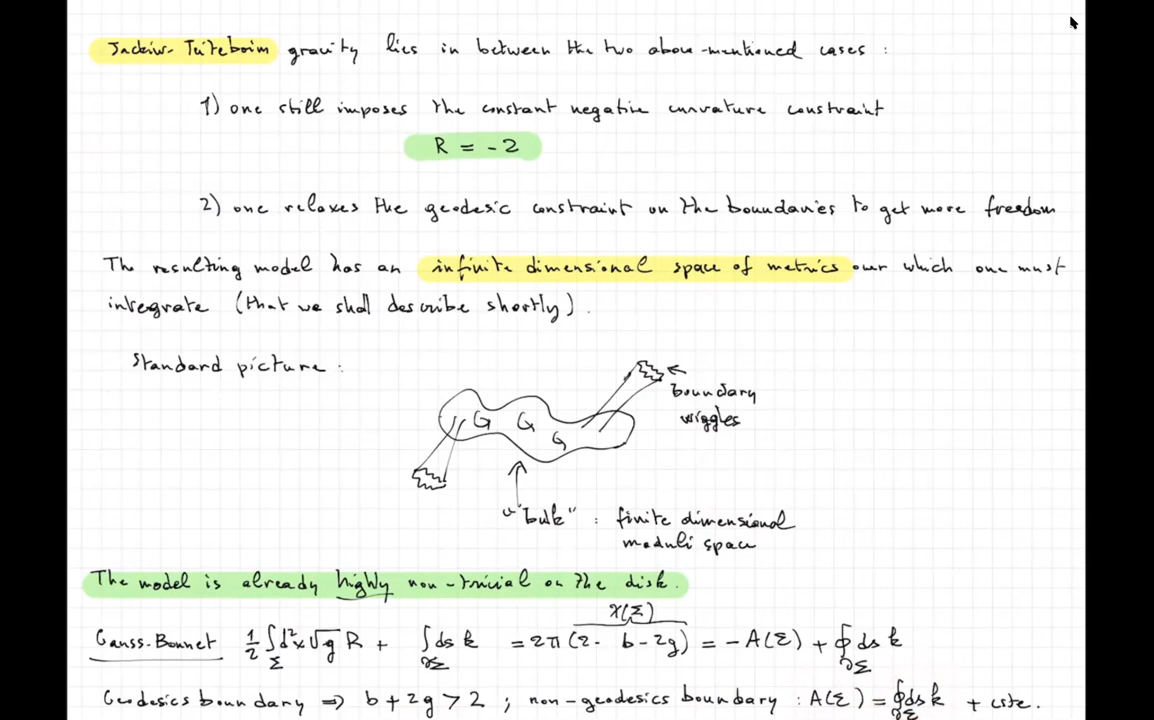 Jackiw-Teiteboim gravity lies in between the two above-mentioned cases :
1) one still imposes the constant negative curvature constraint
R = -2
2) one relaxes the geodesic constraint on the boundaries to get more freedom
The resulting model has an infinite dimensional space of metrics over which one must
integrate (that we shall describe shortly).
Standard picture :
boundary
wiggles
"bulk" : finite dimensional
moduli space
The model is already highly non-trivial on the disk.
χ(Σ)
Gauss-Bonnet ½ ∫_Σ d²x √g R + ∫_∂Σ ds k = 2π (2 - b - 2g) = - A(Σ) + ∮_∂Σ ds k
Geodesics boundary ⇒ b + 2g > 2 ; non-geodesics boundary : A(Σ) = ∮_∂Σ ds k + cste.